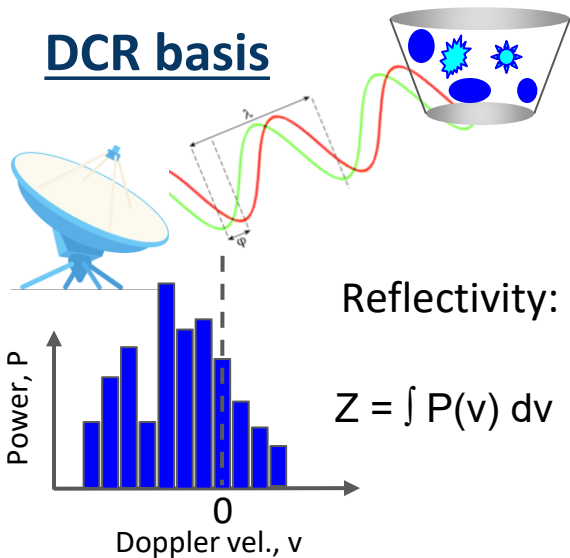 DCR basis
λ
φ
Reflectivity:
Z = ∫ P(v) dv
Power, P
0
Doppler vel., v